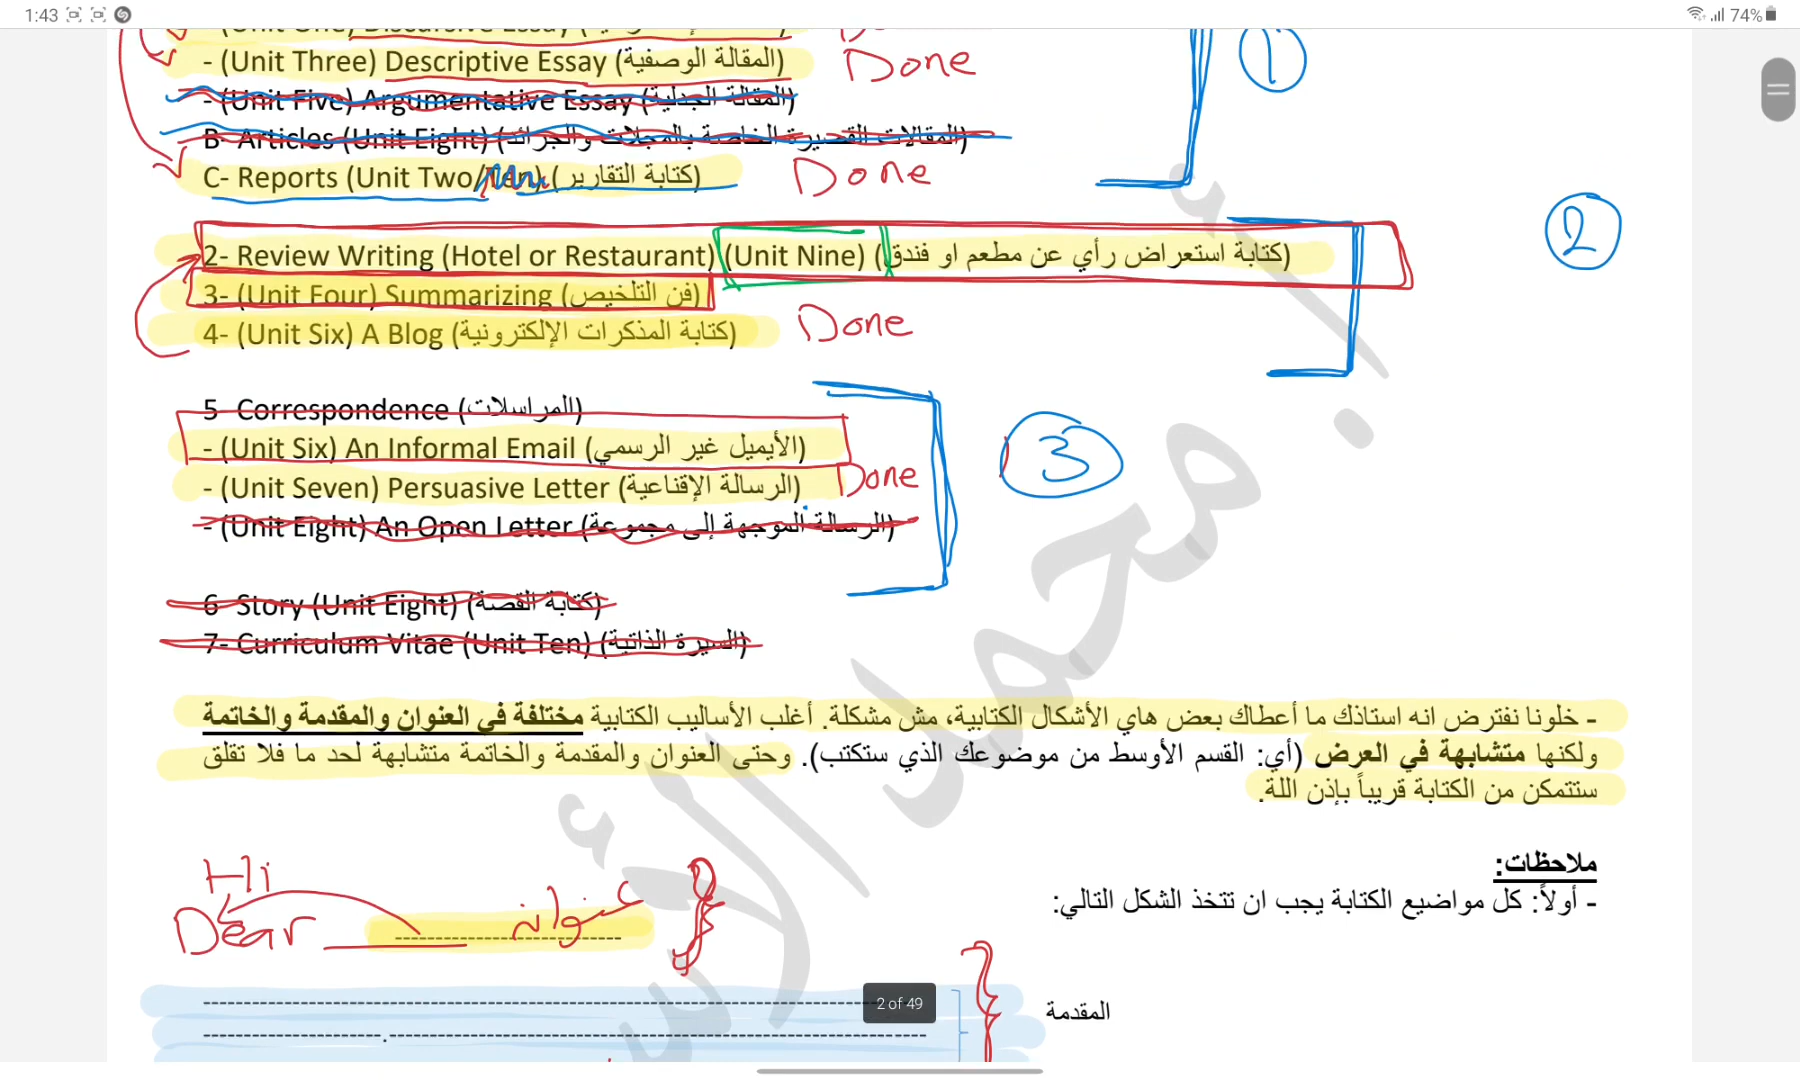 1:43
74%
- (Unit One) Discursive Essay
- (Unit Three) Descriptive Essay (المقالة الوصفية) Done
- (Unit Five) Argumentative Essay (المقالة الجدلية)
B- Articles (Unit Eight) (المقالات القصيرة الخاصة بالمجلات والجرائد)
C- Reports (Unit Two/Ten) (كتابة التقارير) Done
1
2- Review Writing (Hotel or Restaurant) (Unit Nine) (كتابة استعراض رأي عن مطعم او فندق)
3- (Unit Four) Summarizing (فن التلخيص)
4- (Unit Six) A Blog (كتابة المذكرات الإلكترونية) Done
2
5- Correspondence (المراسلات)
- (Unit Six) An Informal Email (الأيميل غير الرسمي)
- (Unit Seven) Persuasive Letter (الرسالة الإقناعية) Done
- (Unit Eight) An Open Letter (الرسالة الموجهة إلى مجموعة)
3
6- Story (Unit Eight) (كتابة القصة)
7- Curriculum Vitae (Unit Ten) (السيرة الذاتية)
- خلونا نفترض انه استاذك ما أعطاك بعض هاي الأشكال الكتابية، مش مشكلة. أغلب الأساليب الكتابية مختلفة في العنوان والمقدمة والخاتمة
ولكنها متشابهة في العرض (أي: القسم الأوسط من موضوعك الذي ستكتب). وحتى العنوان والمقدمة والخاتمة متشابهة لحد ما فلا تقلق
ستتمكن من الكتابة قريباً بإذن اللة.
ملاحظات:
- أولاً: كل مواضيع الكتابة يجب ان تتخذ الشكل التالي:
Hi
Dear
عنوان
2 of 49
المقدمة
أ. محمد